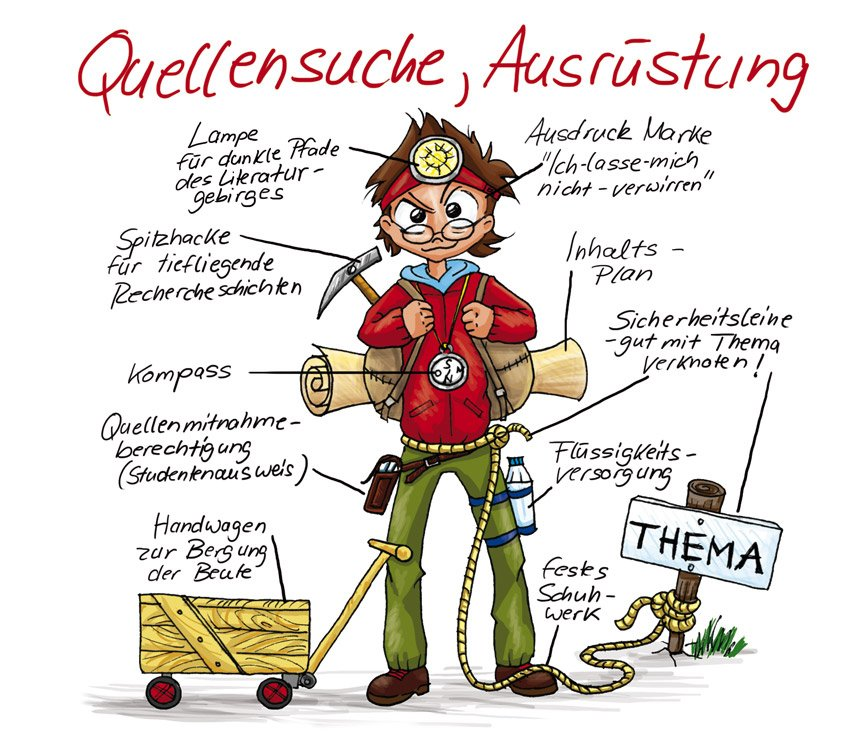 Quellensuche, Ausrüstung
Lampe
für dunkle Pfade
des Literatur-
gebirges
Ausdruck Marke
"Ich-lasse-mich
nicht-verwirren"
Spitzhacke
für tiefliegende
Rechercheschichten
Inhalts-
Plan
Sicherheitsleine
-gut mit Thema
verknoten!
Kompass
Quellenmitnahme-
berechtigung
(Studentenausweis)
Flüssigkeits-
versorgung
Handwagen
zur Bergung
der Beute
festes
Schuh-
werk
THEMA